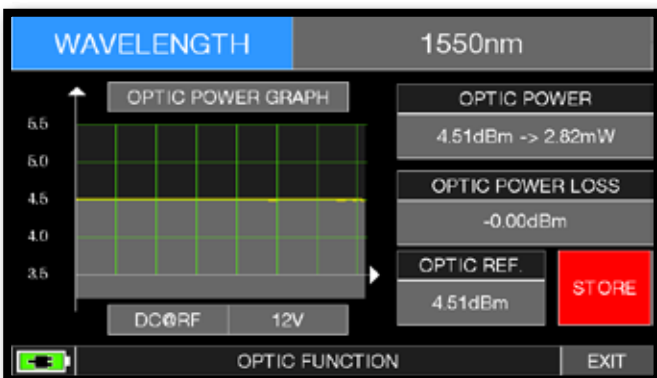 WAVELENGTH 1550nm
OPTIC POWER GRAPH
5.5
5.0
4.5
4.0
3.5
DC@RF 12V
OPTIC POWER
4.51dBm -> 2.82mW
OPTIC POWER LOSS
-0.00dBm
OPTIC REF.
4.51dBm
STORE
OPTIC FUNCTION EXIT